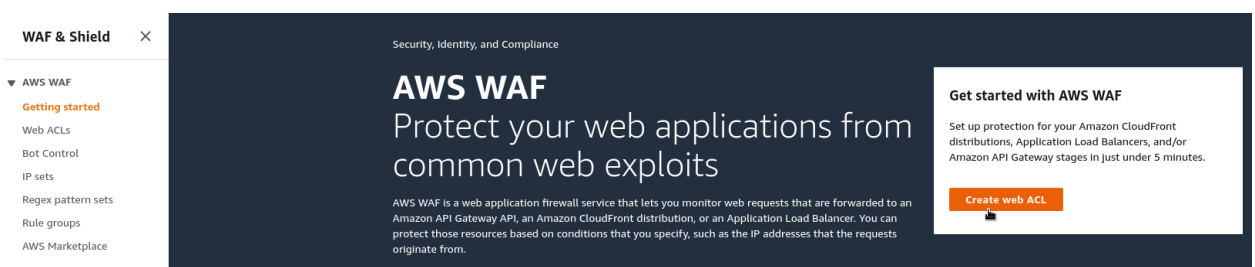 WAF & Shield
AWS WAF
Getting started
Web ACLs
Bot Control
IP sets
Regex pattern sets
Rule groups
AWS Marketplace
Security, Identity, and Compliance
AWS WAF
Protect your web applications from
common web exploits
AWS WAF is a web application firewall service that lets you monitor web requests that are forwarded to an
Amazon API Gateway API, an Amazon CloudFront distribution, or an Application Load Balancer. You can
protect those resources based on conditions that you specify, such as the IP addresses that the requests
originate from.
Get started with AWS WAF
Set up protection for your Amazon CloudFront
distributions, Application Load Balancers, and/or
Amazon API Gateway stages in just under 5 minutes.
Create web ACL